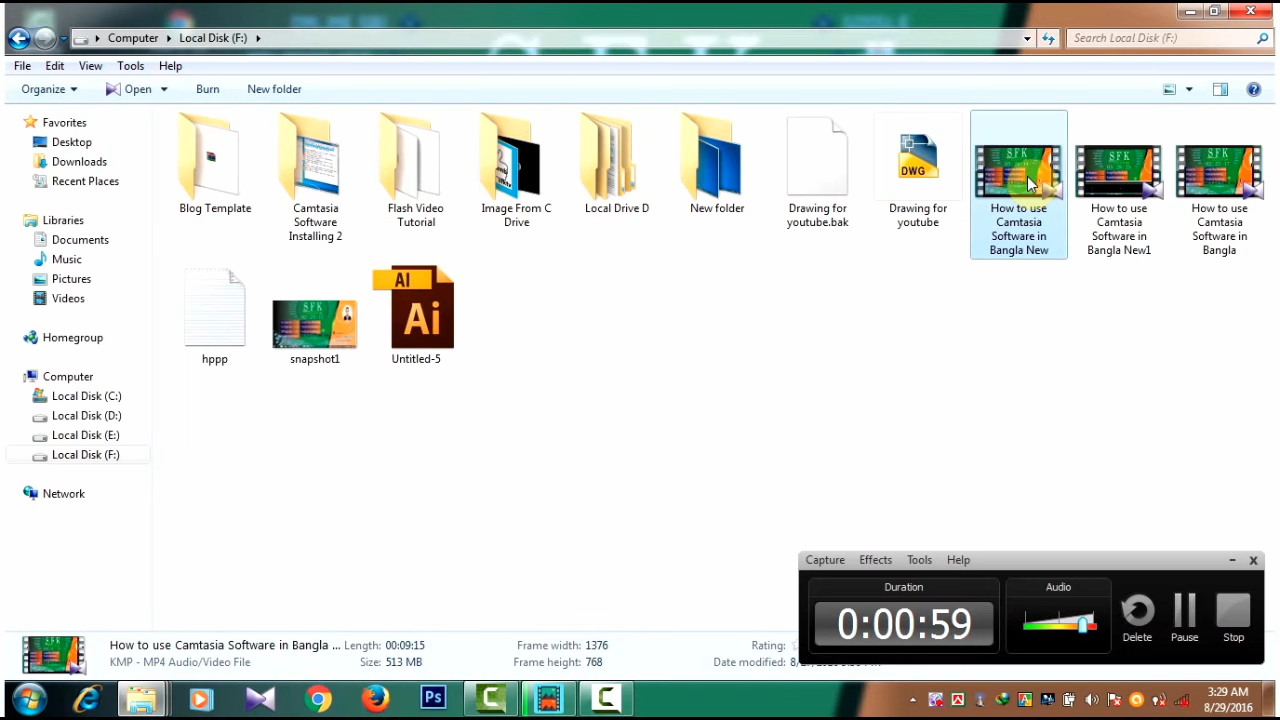 Computer Local Disk (F:)
Search Local Disk (F:)
File Edit View Tools Help
Organize Open Burn New folder
Favorites
Desktop
Downloads
Recent Places
Libraries
Documents
Music
Pictures
Videos
Homegroup
Computer
Local Disk (C:)
Local Disk (D:)
Local Disk (E:)
Local Disk (F:)
Network
Blog Template
Camtasia
Software
Installing 2
Flash Video
Tutorial
Image From C
Drive
Local Drive D
New folder
Drawing for
youtube.bak
DWG
Drawing for
youtube
SFK
How to use
Camtasia
Software in
Bangla New
SFK
How to use
Camtasia
Software in
Bangla New1
SFK
How to use
Camtasia
Software in
Bangla
hppp
SFK
snapshot1
AI
Ai
Untitled-5
Capture Effects Tools Help
Duration
0:00:59
Audio
Delete
Pause
Stop
How to use Camtasia Software in Bangla ... Length: 00:09:15 Frame width: 1376 Rating:
KMP - MP4 Audio/Video File Size: 513 MB Frame height: 768 Date modified:
Ps
3:29 AM
8/29/2016